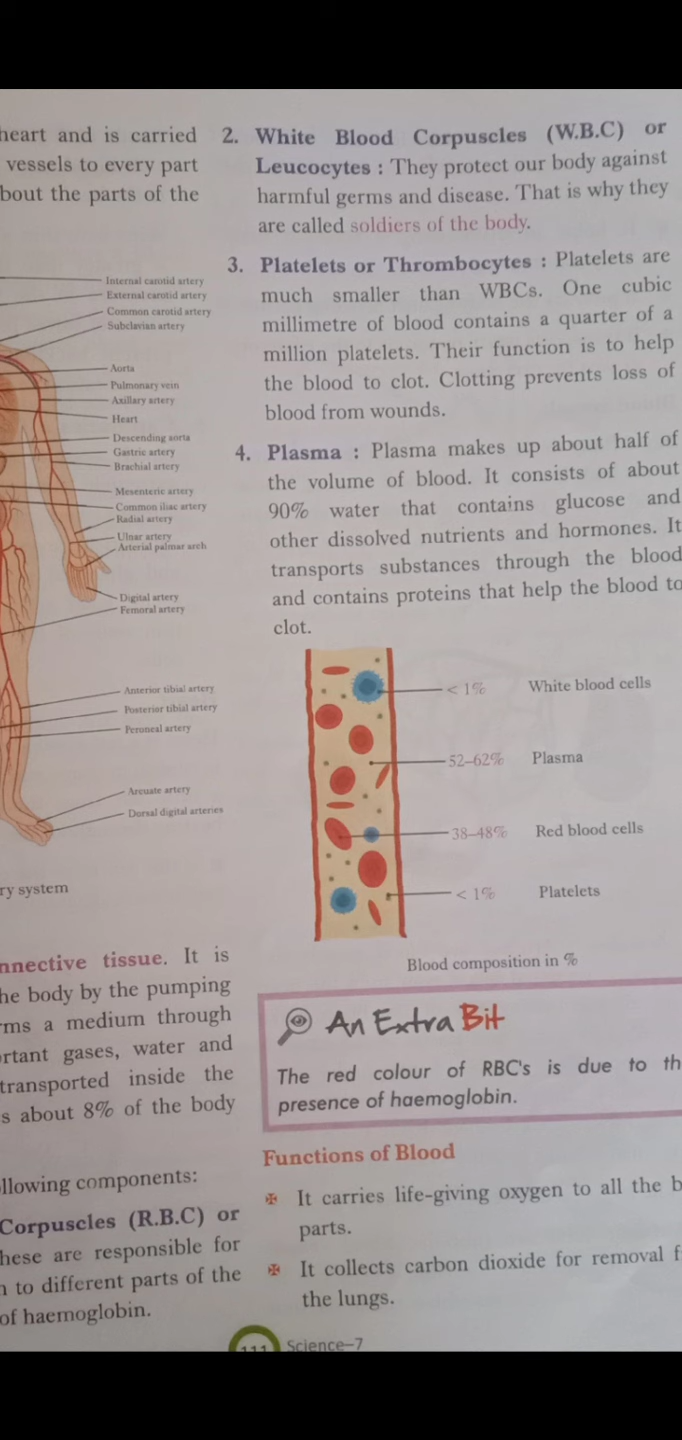 heart and is carried
vessels to every part
bout the parts of the
Internal carotid artery
External carotid artery
Common carotid artery
Subclavian artery
Aorta
Pulmonary vein
Axillary artery
Heart
Descending aorta
Gastric artery
Brachial artery
Mesenteric artery
Common iliac artery
Radial artery
Ulnar artery
Arterial palmar arch
Digital artery
Femoral artery
Anterior tibial artery
Posterior tibial artery
Peroneal artery
Arcuate artery
Dorsal digital arteries
ry system
nnective tissue. It is
he body by the pumping
rms a medium through
ortant gases, water and
transported inside the
s about 8% of the body
llowing components:
Corpuscles (R.B.C) or
hese are responsible for
n to different parts of the
of haemoglobin.
2. White Blood Corpuscles (W.B.C) or
Leucocytes : They protect our body against
harmful germs and disease. That is why they
are called soldiers of the body.
3. Platelets or Thrombocytes : Platelets are
much smaller than WBCs. One cubic
millimetre of blood contains a quarter of a
million platelets. Their function is to help
the blood to clot. Clotting prevents loss of
blood from wounds.
4. Plasma : Plasma makes up about half of
the volume of blood. It consists of about
90% water that contains glucose and
other dissolved nutrients and hormones. It
transports substances through the blood
and contains proteins that help the blood to
clot.
< 1% White blood cells
52–62% Plasma
38–48% Red blood cells
< 1% Platelets
Blood composition in %
An Extra Bit
The red colour of RBC's is due to th
presence of haemoglobin.
Functions of Blood
✠ It carries life-giving oxygen to all the b
parts.
✠ It collects carbon dioxide for removal f
the lungs.
111 Science–7